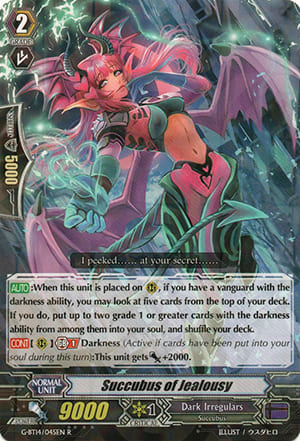 2
5000
I peeked...... at your secret......
AUTO:When this unit is placed on , if you have a vanguard with the
darkness ability, you may look at five cards from the top of your deck.
If you do, put up to two grade 1 or greater cards with the darkness
ability from among them into your soul, and shuffle your deck.
CONT 1 1 Darkness (Active if cards have been put into your
soul during this turn):This unit gets +2000.
NORMAL
UNIT
Succubus of Jealousy
9000
1
CRITICAL
Dark Irregulars
Succubus
G-BT14/045EN R
ILLUST / ウスダヒロ